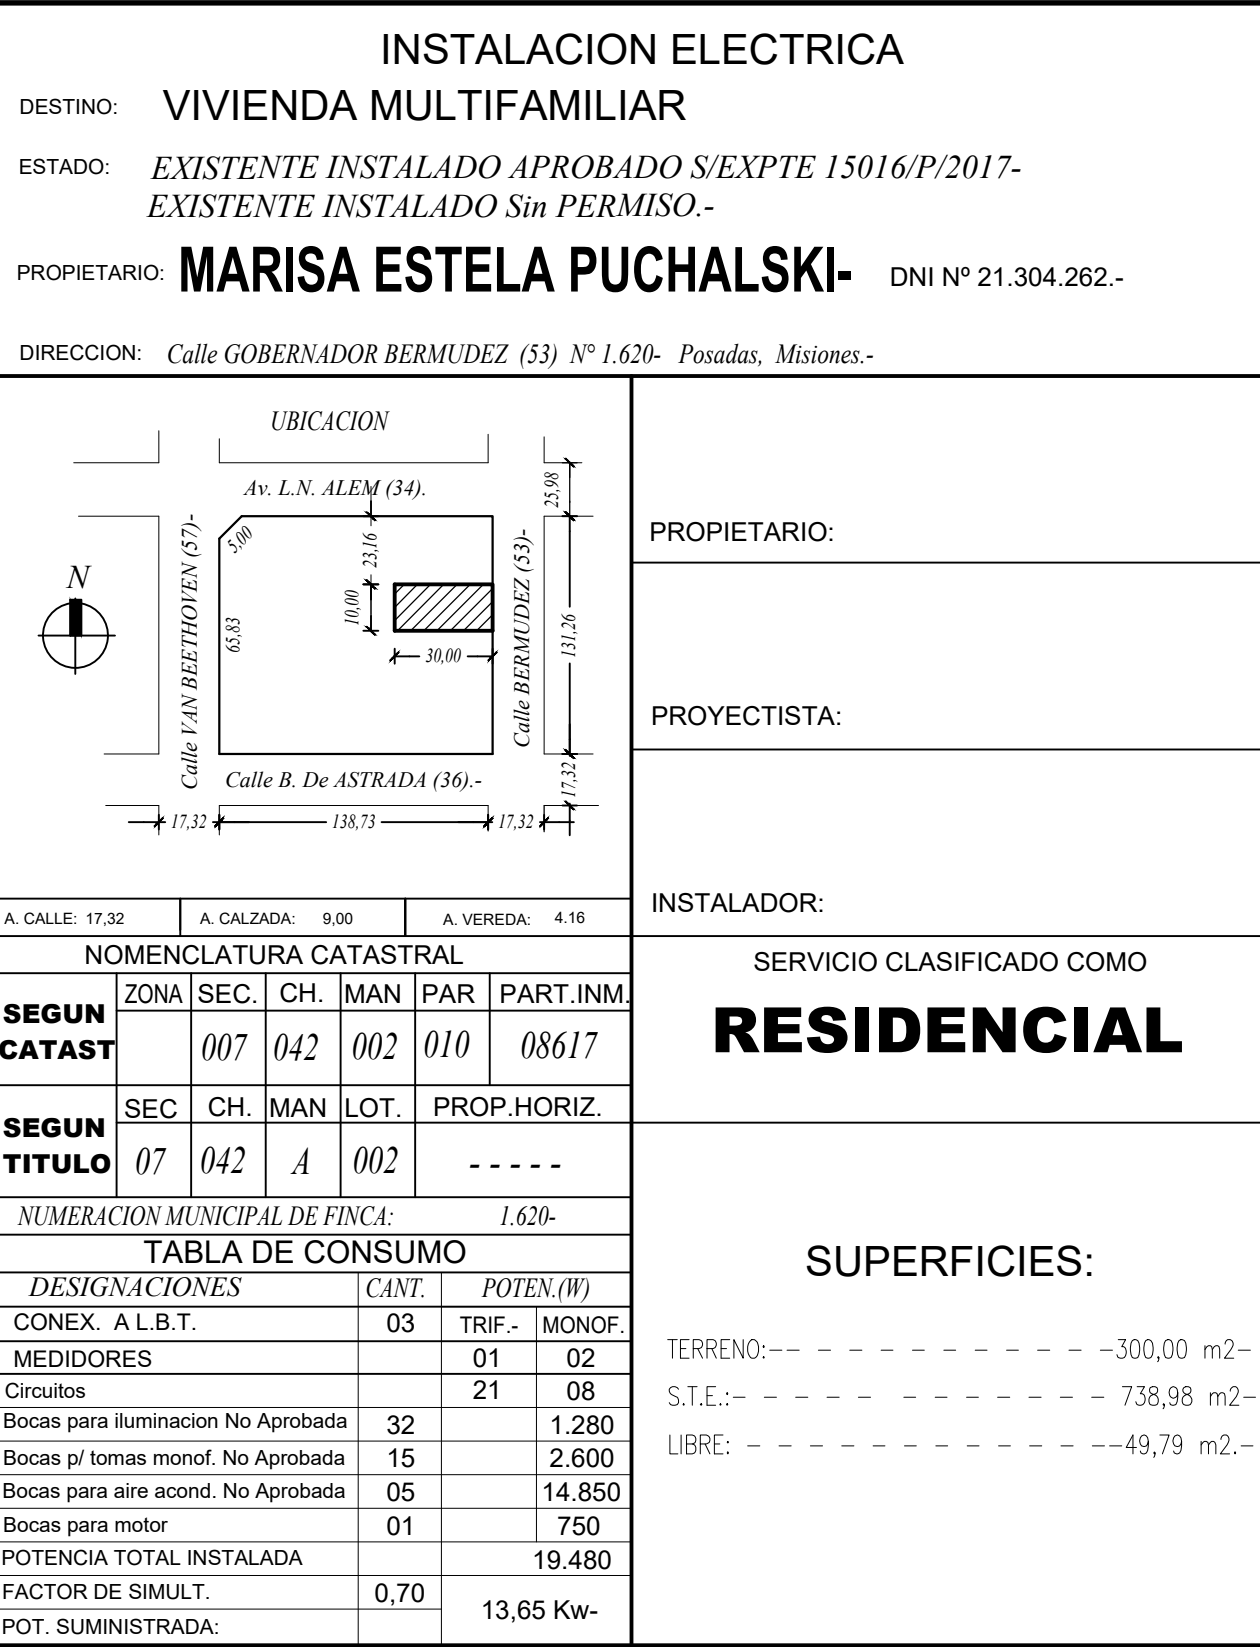 INSTALACION ELECTRICA
DESTINO: VIVIENDA MULTIFAMILIAR
ESTADO: EXISTENTE INSTALADO APROBADO S/EXPTE 15016/P/2017-
EXISTENTE INSTALADO Sin PERMISO.-
PROPIETARIO: MARISA ESTELA PUCHALSKI- DNI Nº 21.304.262.-
DIRECCION: Calle GOBERNADOR BERMUDEZ (53) N° 1.620- Posadas, Misiones.-
UBICACION
Av. L.N. ALEM (34).
25,98
5,00
23,16
N
10,00
65,83
30,00
131,26
Calle VAN BEETHOVEN (57)-
Calle BERMUDEZ (53)-
Calle B. De ASTRADA (36).-
17,32
17,32 138,73 17,32
A. CALLE: 17,32 A. CALZADA: 9,00 A. VEREDA: 4.16
PROPIETARIO:
PROYECTISTA:
INSTALADOR:
NOMENCLATURA CATASTRAL
ZONA SEC. CH. MAN PAR PART.INM.
SEGUN
CATAST
007 042 002 010 08617
SEC CH. MAN LOT. PROP.HORIZ.
SEGUN
TITULO
07 042 A 002 - - - - -
NUMERACION MUNICIPAL DE FINCA: 1.620-
TABLA DE CONSUMO
DESIGNACIONES CANT. POTEN.(W)
CONEX. A L.B.T. 03 TRIF.- MONOF.
MEDIDORES 01 02
Circuitos 21 08
Bocas para iluminacion No Aprobada 32 1.280
Bocas p/ tomas monof. No Aprobada 15 2.600
Bocas para aire acond. No Aprobada 05 14.850
Bocas para motor 01 750
POTENCIA TOTAL INSTALADA 19.480
FACTOR DE SIMULT. 0,70
POT. SUMINISTRADA: 13,65 Kw-
SERVICIO CLASIFICADO COMO
RESIDENCIAL
SUPERFICIES:
TERRENO:-- - - - - - - - - - - -300,00 m2-
S.T.E.:- - - - - - - - - - - - 738,98 m2-
LIBRE: - - - - - - - - - - - --49,79 m2.-